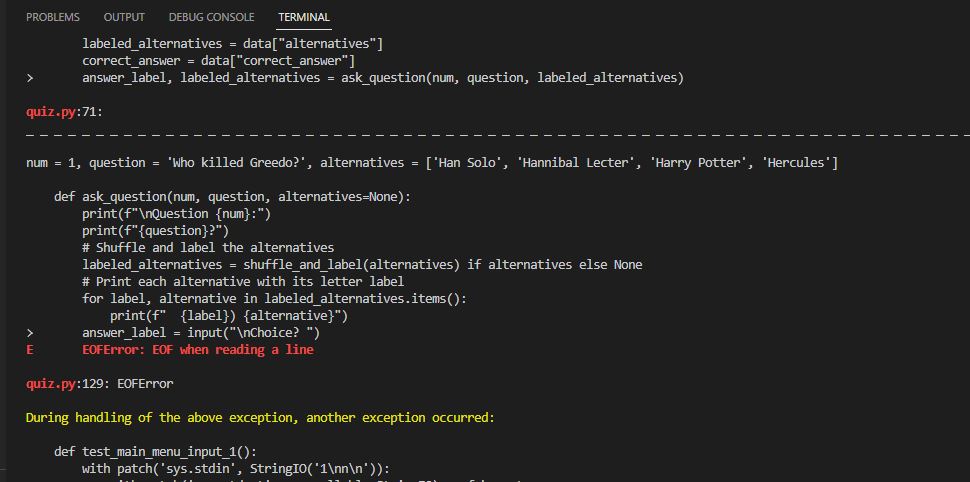 PROBLEMS OUTPUT DEBUG CONSOLE TERMINAL
labeled_alternatives = data["alternatives"]
correct_answer = data["correct_answer"]
> answer_label, labeled_alternatives = ask_question(num, question, labeled_alternatives)
quiz.py:71:
_ _ _ _ _ _ _ _ _ _ _ _ _ _ _ _ _ _ _ _ _ _ _ _ _ _ _ _ _ _ _ _ _ _ _ _ _ _ _ _ _ _ _ _ _ _ _ _ _ _ _ _ _ _ _ _ _ _ _ _ _ _ _ _ _ _ _ _
num = 1, question = 'Who killed Greedo?', alternatives = ['Han Solo', 'Hannibal Lecter', 'Harry Potter', 'Hercules']
def ask_question(num, question, alternatives=None):
print(f"\nQuestion {num}:")
print(f"{question}?")
# Shuffle and label the alternatives
labeled_alternatives = shuffle_and_label(alternatives) if alternatives else None
# Print each alternative with its letter label
for label, alternative in labeled_alternatives.items():
print(f"  {label}) {alternative}")
> answer_label = input("\nChoice? ")
E EOFError: EOF when reading a line
quiz.py:129: EOFError
During handling of the above exception, another exception occurred:
def test_main_menu_input_1():
with patch('sys.stdin', StringIO('1\nn\n')):